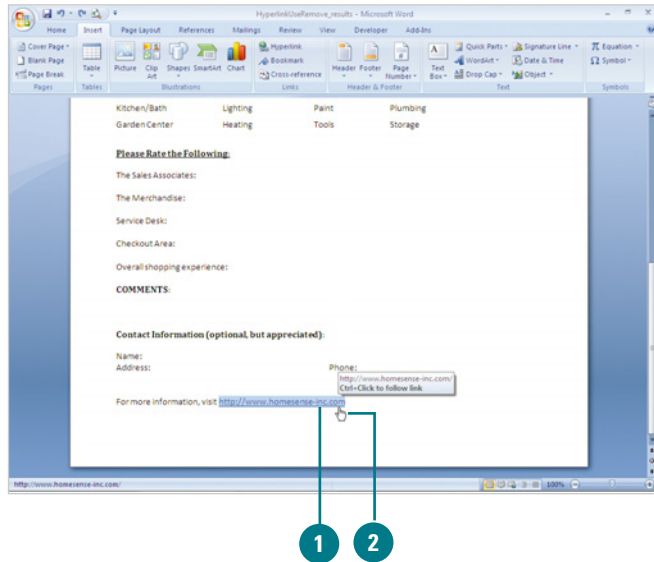 HyperlinkUseRemove_results - Microsoft Word
Home Insert Page Layout References Mailings Review View Developer Add-Ins
Cover Page Blank Page Page Break
Pages
Table
Tables
Picture Clip Art Shapes SmartArt Chart
Illustrations
Hyperlink Bookmark Cross-reference
Links
Header Footer Page Number
Header & Footer
Text Box Quick Parts WordArt Drop Cap Signature Line Date & Time Object
Text
Equation Symbol
Symbols
Kitchen/Bath Lighting Paint Plumbing
Garden Center Heating Tools Storage
Please Rate the Following:
The Sales Associates:
The Merchandise:
Service Desk:
Checkout Area:
Overall shopping experience:
COMMENTS:
Contact Information (optional, but appreciated):
Name:
Address: Phone:
http://www.homesense-inc.com/
Ctrl+Click to follow link
For more information, visit http://www.homesense-inc.com
http://www.homesense-inc.com/ 100%
1 2